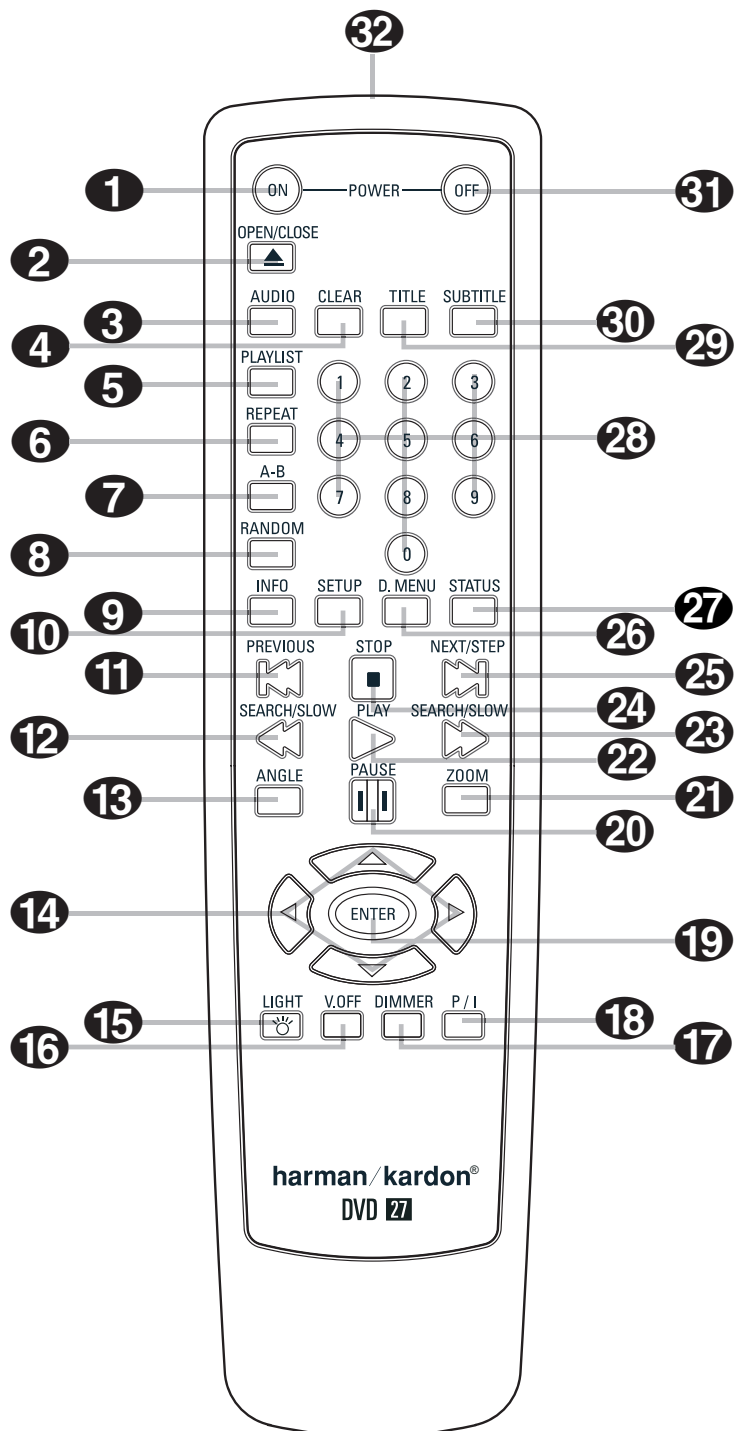 32
1 ON POWER OFF 31
OPEN/CLOSE
2
AUDIO CLEAR TITLE SUBTITLE
3 30
4 29
PLAYLIST
5 1 2 3
REPEAT
6 4 5 6 28
A-B
7 7 8 9
RANDOM
8 0
INFO SETUP D. MENU STATUS
9 27
10 26
PREVIOUS STOP NEXT/STEP
11 25
24
SEARCH/SLOW PLAY SEARCH/SLOW
12 23
22
ANGLE PAUSE ZOOM
13 21
20
14 ENTER
19
LIGHT V.OFF DIMMER P / I
15 18
16 17
harman/kardon®
DVD 27